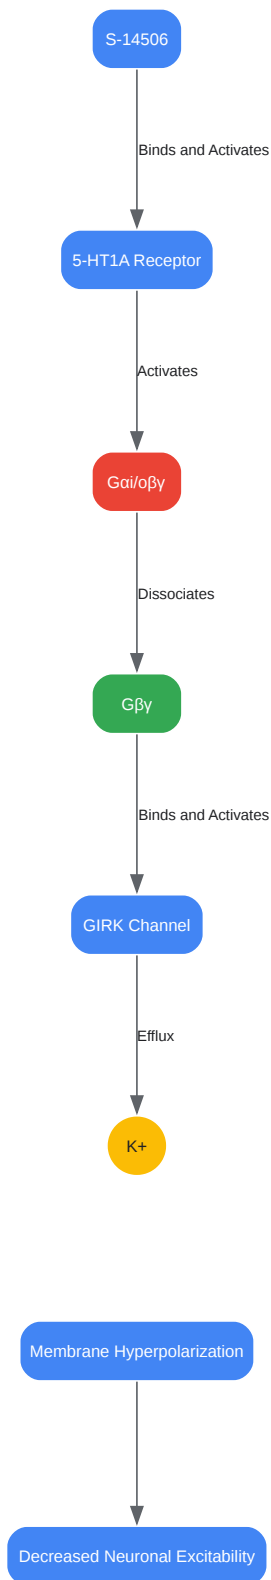 S-14506
Binds and Activates
5-HT1A Receptor
Activates
Gαi/oβγ
Dissociates
Gβγ
Binds and Activates
GIRK Channel
Efflux
K+
Membrane Hyperpolarization
Decreased Neuronal Excitability